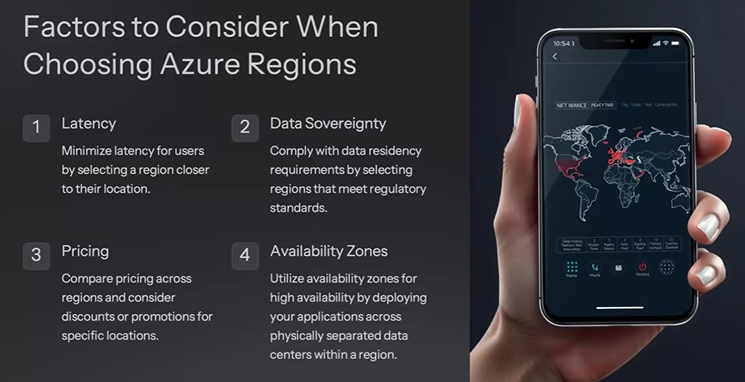 Factors to Consider When
Choosing Azure Regions
1
Latency
Minimize latency for users
by selecting a region closer
to their location.
2
Data Sovereignty
Comply with data residency
requirements by selecting
regions that meet regulatory
standards.
3
Pricing
Compare pricing across
regions and consider
discounts or promotions for
specific locations.
4
Availability Zones
Utilize availability zones for
high availability by deploying
your applications across
physically separated data
centers within a region.
NET WANCE